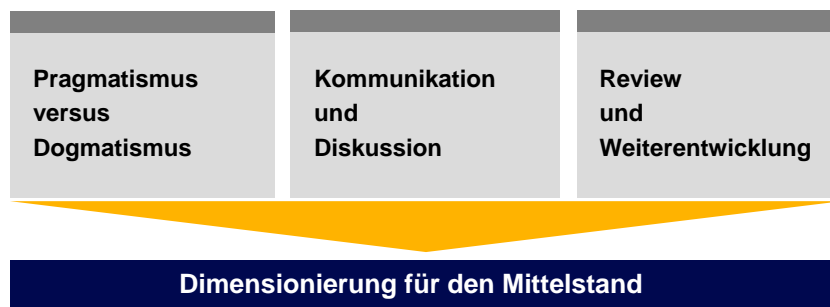 Pragmatismus
versus
Dogmatismus
Kommunikation
und
Diskussion
Review
und
Weiterentwicklung
Dimensionierung für den Mittelstand